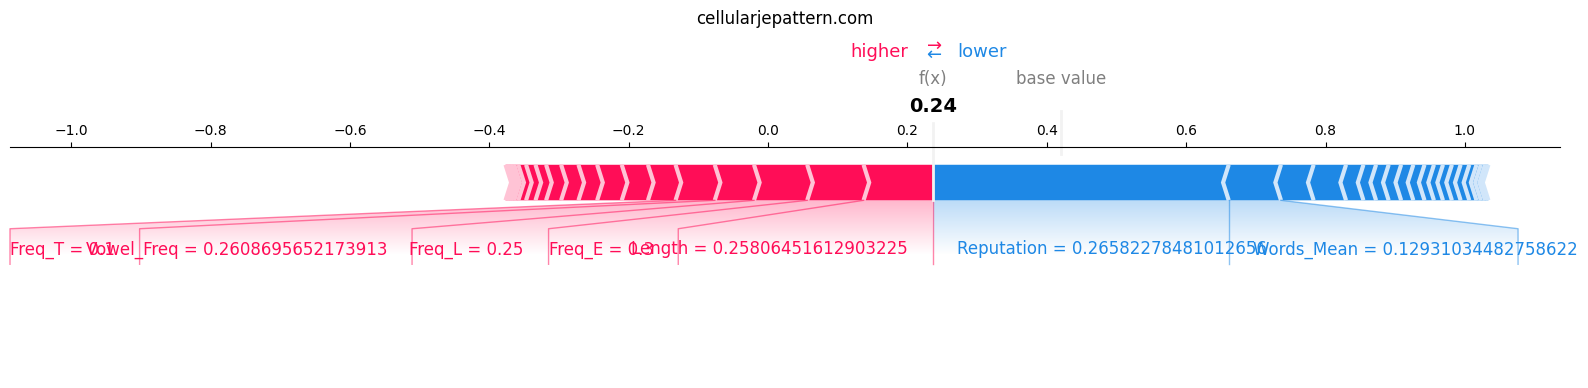 cellularjepattern.com
higher ⇄ lower
f(x) base value
0.24
−1.0 −0.8 −0.6 −0.4 −0.2 0.0 0.2 0.4 0.6 0.8 1.0
Freq_T = 0.1 Vowel_Freq = 0.2608695652173913 Freq_L = 0.25 Freq_E = 0.3 Length = 0.25806451612903225 Reputation = 0.26582278481012656 Words_Mean = 0.12931034482758622